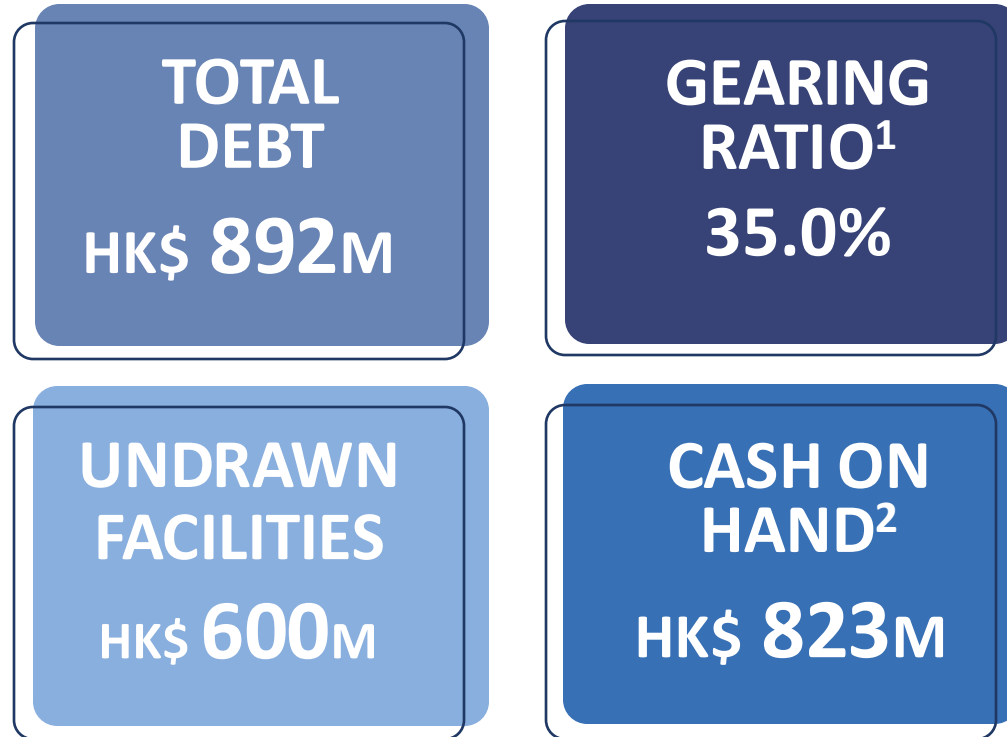 TOTAL
DEBT
HK$ 892M
GEARING
RATIO¹
35.0%
UNDRAWN
FACILITIES
HK$ 600M
CASH ON
HAND²
HK$ 823M